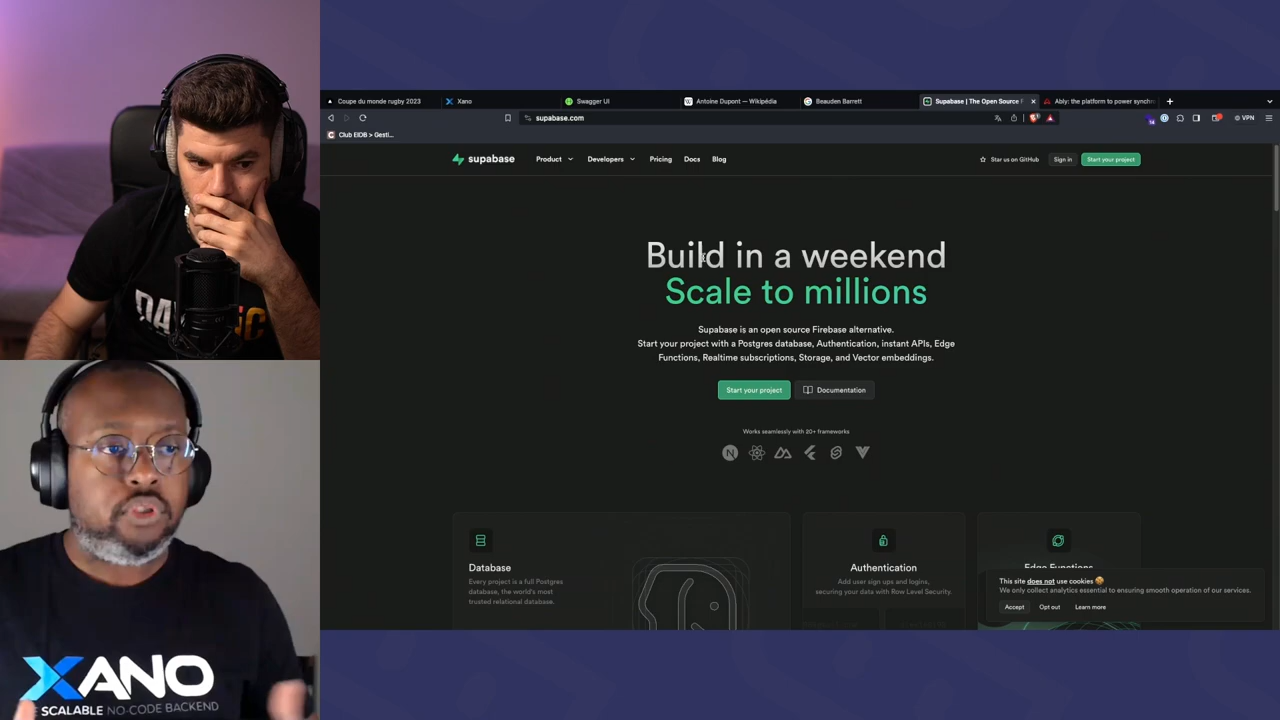 Coupe du monde rugby 2023
Xano
Swagger UI
Antoine Dupont — Wikipédia
Beauden Barrett
Supabase | The Open Source F
Ably: the platform to power synchr
supabase.com
VPN
Club EIDB > Gesti...
supabase
Product
Developers
Pricing
Docs
Blog
Star us on GitHub
Sign in
Start your project
Build in a weekend
Scale to millions
Supabase is an open source Firebase alternative.
Start your project with a Postgres database, Authentication, instant APIs, Edge
Functions, Realtime subscriptions, Storage, and Vector embeddings.
Start your project
Documentation
Works seamlessly with 20+ frameworks
Database
Every project is a full Postgres
database, the world's most
trusted relational database.
Authentication
Add user sign ups and logins,
securing your data with Row Level Security.
Edge Functions
This site does not use cookies
We only collect analytics essential to ensuring smooth operation of our services.
Accept
Opt out
Learn more
XANO
SCALABLE NO-CODE BACKEND